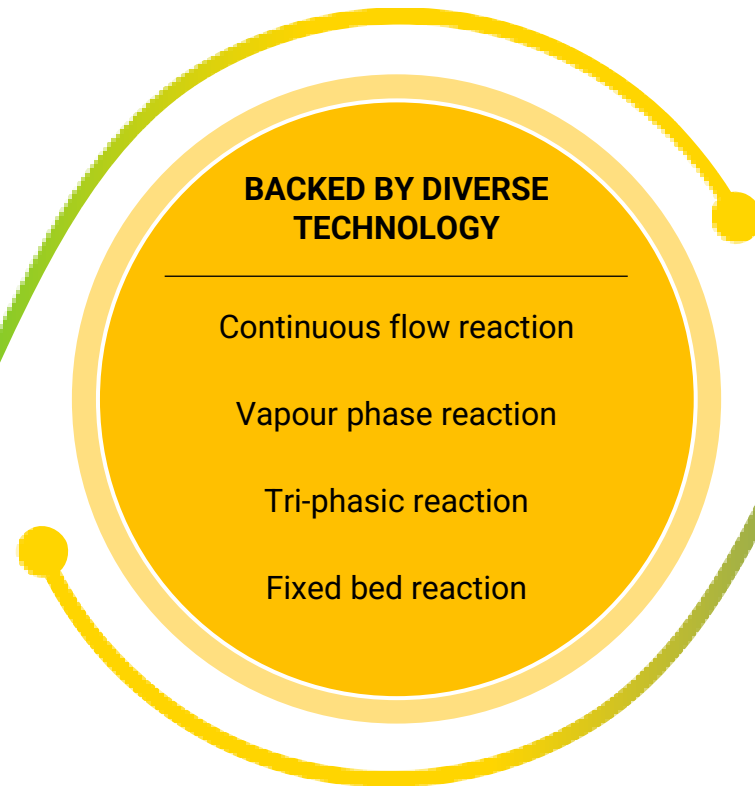 BACKED BY DIVERSE
TECHNOLOGY
Continuous flow reaction
Vapour phase reaction
Tri-phasic reaction
Fixed bed reaction